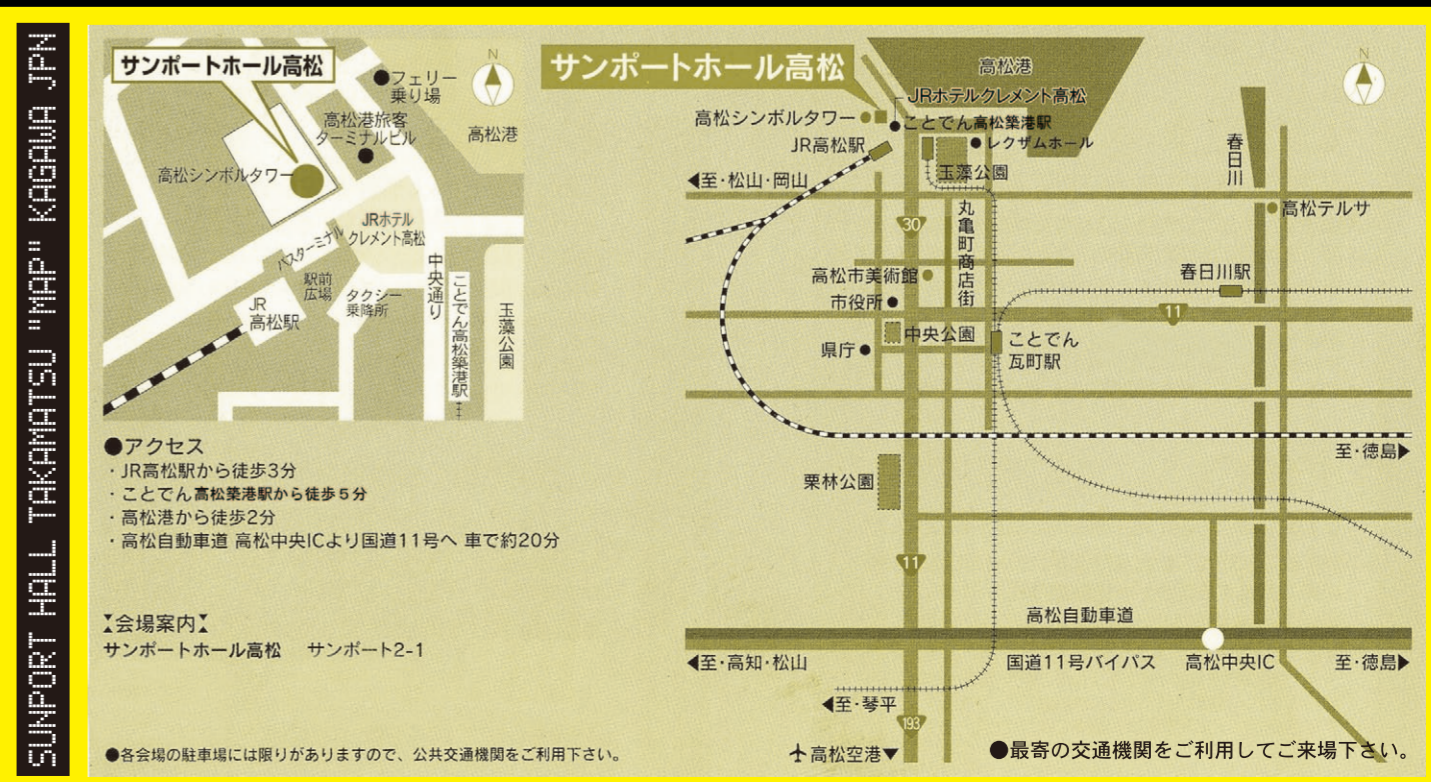 SUNPORT HALL TAKAMATSU "MAP" KAGAWA JPN
サンポートホール高松
N
●フェリー
乗り場
高松港旅客
ターミナルビル
高松港
高松シンボルタワー
JRホテル
クレメント高松
バスターミナル
駅前
広場
タクシー
乗降所
JR
高松駅
中央通り
ことでん高松築港駅
玉藻公園
●アクセス
・JR高松駅から徒歩3分
・ことでん高松築港駅から徒歩5分
・高松港から徒歩2分
・高松自動車道 高松中央ICより国道11号へ 車で約20分
会場案内
サンポートホール高松 サンポート2-1
●各会場の駐車場には限りがありますので、公共交通機関をご利用下さい。
サンポートホール高松
N
高松港
JRホテルクレメント高松
高松シンボルタワー
ことでん高松築港駅
JR高松駅
レクザムホール
玉藻公園
◀至・松山・岡山
春日川
高松テルサ
30
丸亀町商店街
高松市美術館
春日川駅
市役所
11
中央公園
県庁
ことでん
瓦町駅
至・徳島▶
栗林公園
11
高松自動車道
◀至・高知・松山
国道11号バイパス
高松中央IC
至・徳島▶
◀至・琴平
193
高松空港▼
●最寄の交通機関をご利用してご来場下さい。